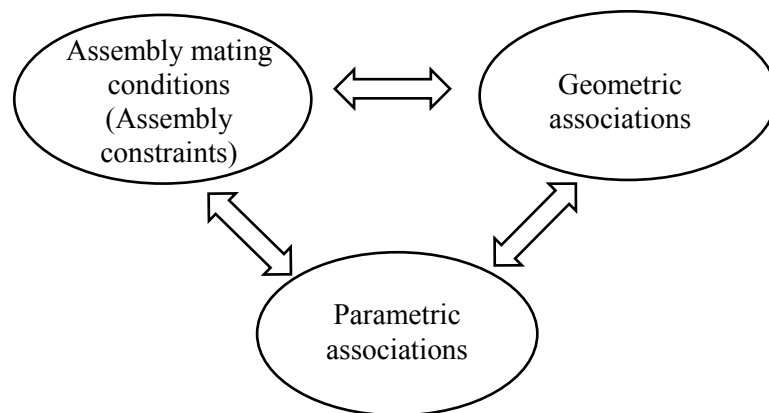 Assembly mating
conditions
(Assembly
constraints)
Geometric
associations
Parametric
associations